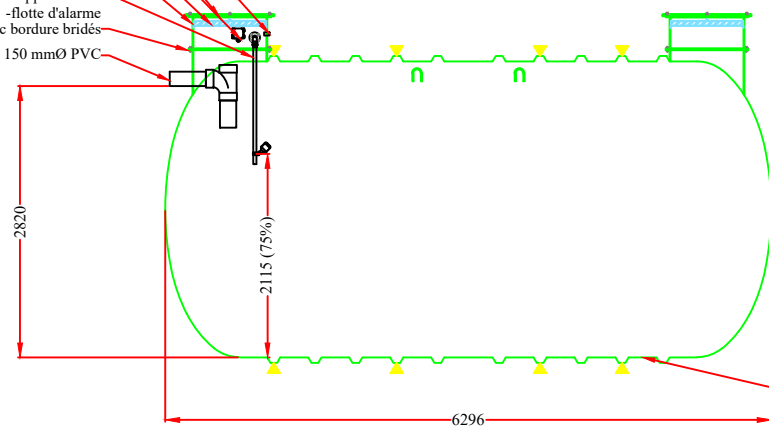 -flotte d'alarme
c bordure bridés
150 mmØ PVC
2820
2115 (75%)
6296